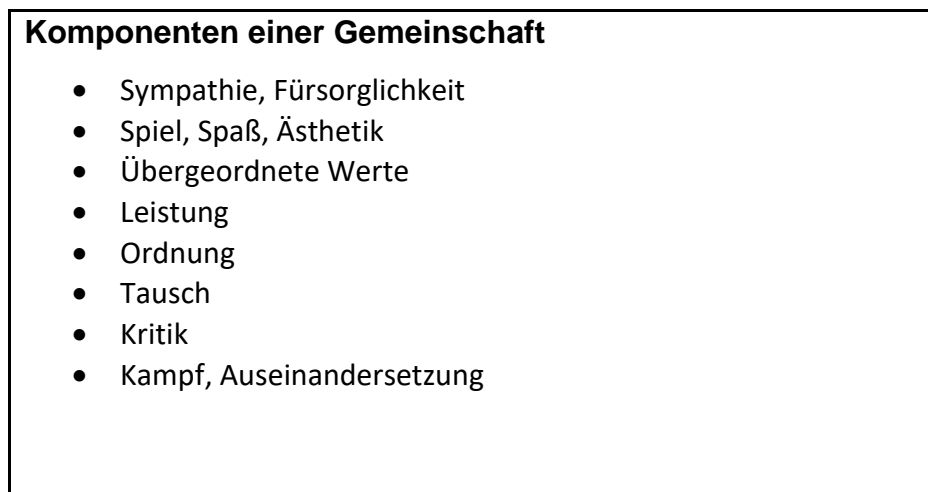 Komponenten einer Gemeinschaft
• Sympathie, Fürsorglichkeit
• Spiel, Spaß, Ästhetik
• Übergeordnete Werte
• Leistung
• Ordnung
• Tausch
• Kritik
• Kampf, Auseinandersetzung